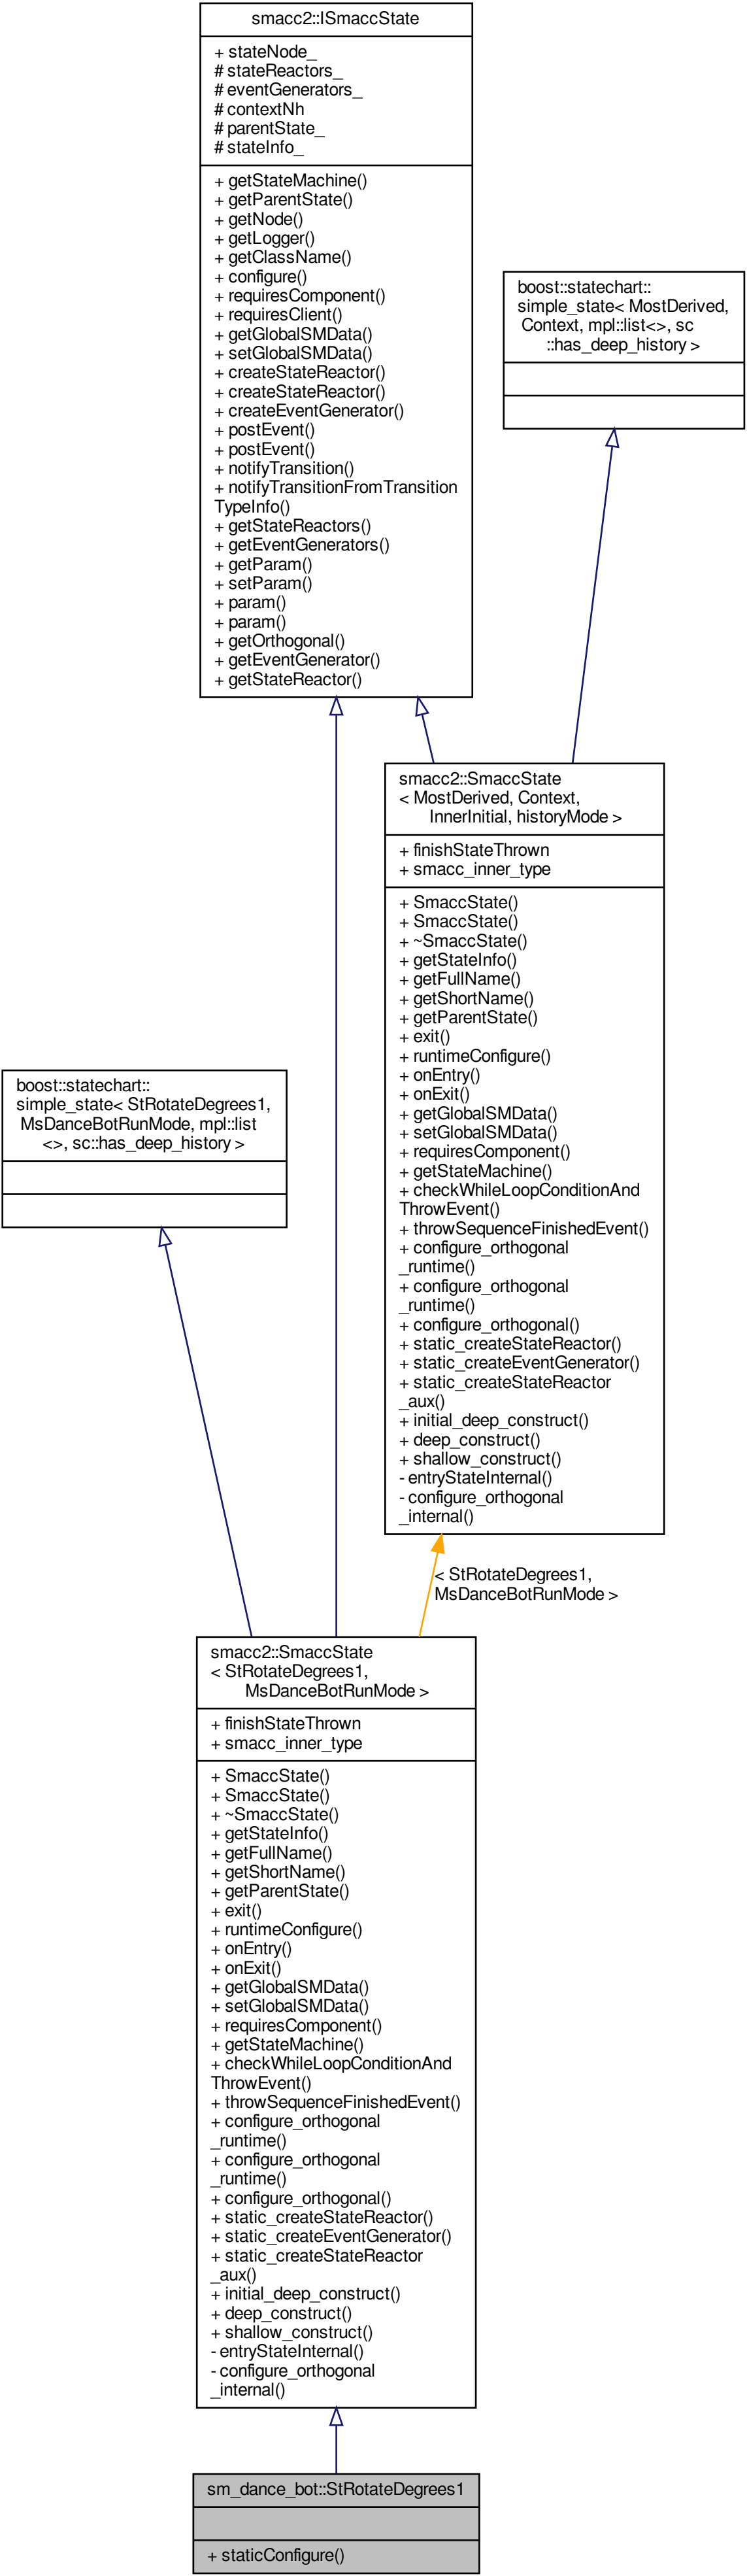 smacc2::ISmaccState
+ stateNode_
# stateReactors_
# eventGenerators_
# contextNh
# parentState_
# stateInfo_
+ getStateMachine()
+ getParentState()
+ getNode()
+ getLogger()
+ getClassName()
+ configure()
+ requiresComponent()
+ requiresClient()
+ getGlobalSMData()
+ setGlobalSMData()
+ createStateReactor()
+ createStateReactor()
+ createEventGenerator()
+ postEvent()
+ postEvent()
+ notifyTransition()
+ notifyTransitionFromTransition
TypeInfo()
+ getStateReactors()
+ getEventGenerators()
+ getParam()
+ setParam()
+ param()
+ param()
+ getOrthogonal()
+ getEventGenerator()
+ getStateReactor()
boost::statechart::
simple_state< MostDerived,
Context, mpl::list<>, sc
::has_deep_history >
smacc2::SmaccState
< MostDerived, Context,
InnerInitial, historyMode >
+ finishStateThrown
+ smacc_inner_type
+ SmaccState()
+ SmaccState()
+ ~SmaccState()
+ getStateInfo()
+ getFullName()
+ getShortName()
+ getParentState()
+ exit()
+ runtimeConfigure()
+ onEntry()
+ onExit()
+ getGlobalSMData()
+ setGlobalSMData()
+ requiresComponent()
+ getStateMachine()
+ checkWhileLoopConditionAnd
ThrowEvent()
+ throwSequenceFinishedEvent()
+ configure_orthogonal
_runtime()
+ configure_orthogonal
_runtime()
+ configure_orthogonal()
+ static_createStateReactor()
+ static_createEventGenerator()
+ static_createStateReactor
_aux()
+ initial_deep_construct()
+ deep_construct()
+ shallow_construct()
- entryStateInternal()
- configure_orthogonal
_internal()
boost::statechart::
simple_state< StRotateDegrees1,
MsDanceBotRunMode, mpl::list
<>, sc::has_deep_history >
< StRotateDegrees1,
MsDanceBotRunMode >
smacc2::SmaccState
< StRotateDegrees1,
MsDanceBotRunMode >
+ finishStateThrown
+ smacc_inner_type
+ SmaccState()
+ SmaccState()
+ ~SmaccState()
+ getStateInfo()
+ getFullName()
+ getShortName()
+ getParentState()
+ exit()
+ runtimeConfigure()
+ onEntry()
+ onExit()
+ getGlobalSMData()
+ setGlobalSMData()
+ requiresComponent()
+ getStateMachine()
+ checkWhileLoopConditionAnd
ThrowEvent()
+ throwSequenceFinishedEvent()
+ configure_orthogonal
_runtime()
+ configure_orthogonal
_runtime()
+ configure_orthogonal()
+ static_createStateReactor()
+ static_createEventGenerator()
+ static_createStateReactor
_aux()
+ initial_deep_construct()
+ deep_construct()
+ shallow_construct()
- entryStateInternal()
- configure_orthogonal
_internal()
sm_dance_bot::StRotateDegrees1
+ staticConfigure()